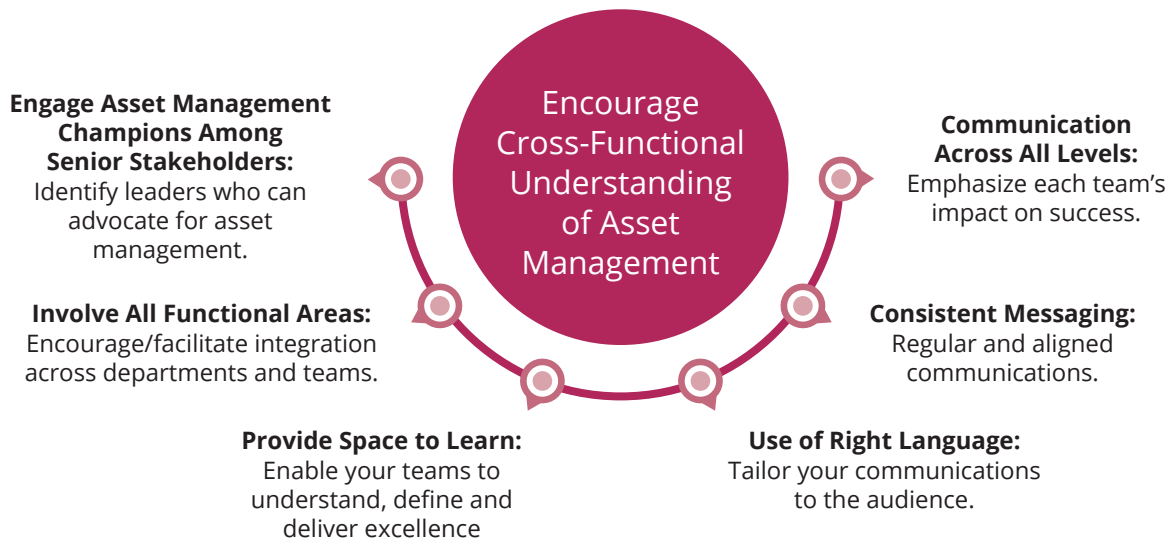 Encourage
Cross-Functional
Understanding
of Asset
Management
Engage Asset Management
Champions Among
Senior Stakeholders:
Identify leaders who can
advocate for asset
management.
Involve All Functional Areas:
Encourage/facilitate integration
across departments and teams.
Provide Space to Learn:
Enable your teams to
understand, define and
deliver excellence
Use of Right Language:
Tailor your communications
to the audience.
Consistent Messaging:
Regular and aligned
communications.
Communication
Across All Levels:
Emphasize each team’s
impact on success.